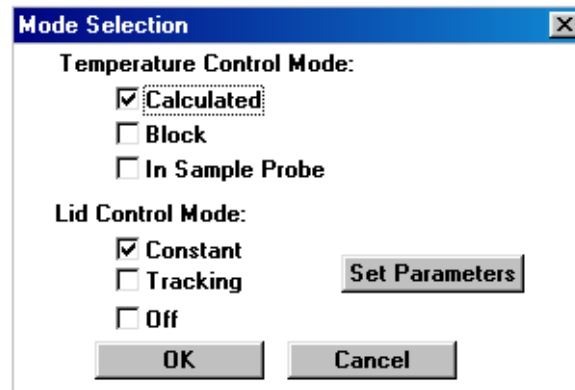 Mode Selection
Temperature Control Mode:
Calculated
Block
In Sample Probe
Lid Control Mode:
Constant
Tracking
Set Parameters
Off
OK
Cancel